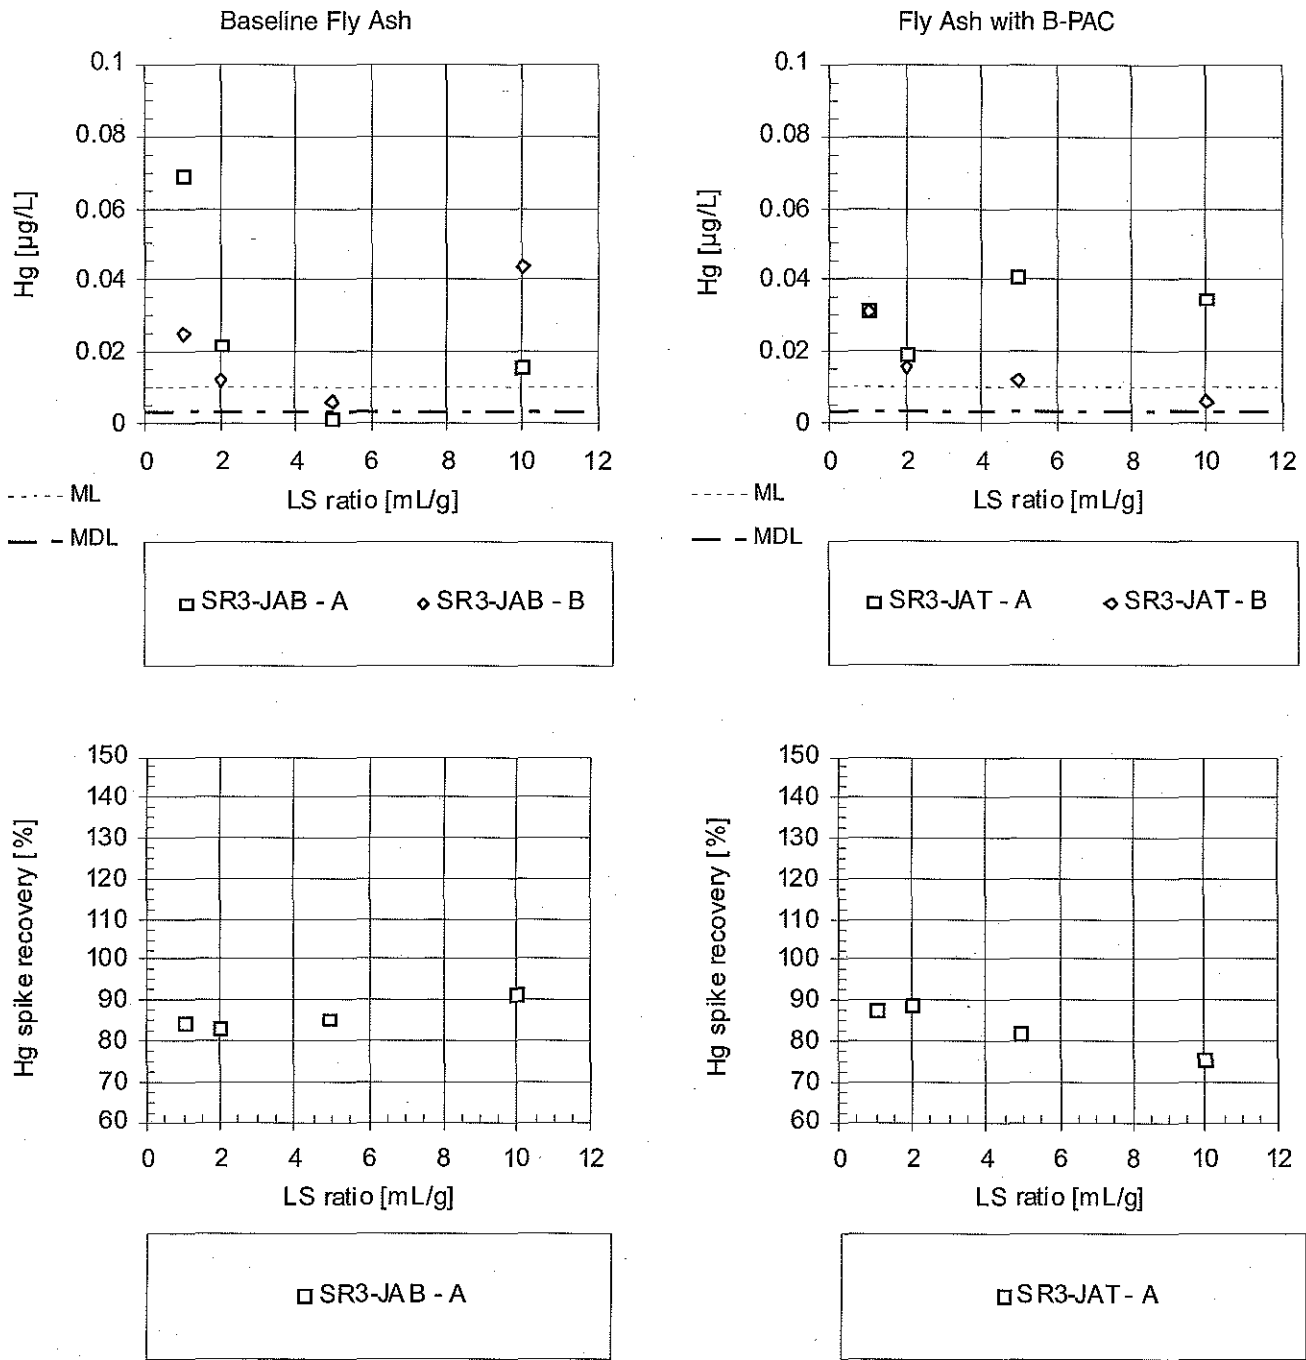 Baseline Fly Ash
Hg [µg/L]
0.1
0.08
0.06
0.04
0.02
0
0 2 4 6 8 10 12
LS ratio [mL/g]
ML
MDL
SR3-JAB - A SR3-JAB - B
Fly Ash with B-PAC
Hg [µg/L]
0.1
0.08
0.06
0.04
0.02
0
0 2 4 6 8 10 12
LS ratio [mL/g]
ML
MDL
SR3-JAT - A SR3-JAT - B
Hg spike recovery [%]
150
140
130
120
110
100
90
80
70
60
0 2 4 6 8 10 12
LS ratio [mL/g]
SR3-JAB - A
Hg spike recovery [%]
150
140
130
120
110
100
90
80
70
60
0 2 4 6 8 10 12
LS ratio [mL/g]
SR3-JAT - A